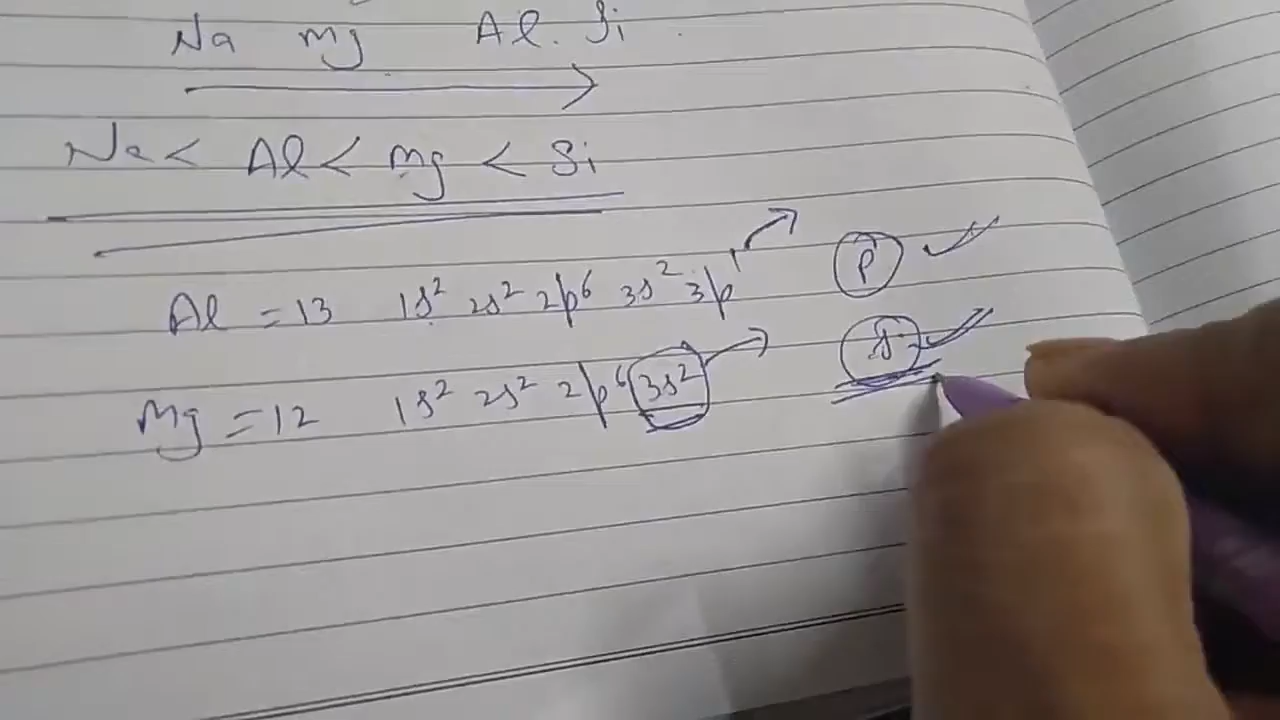 Na Mg Al. Si
Na < Al < Mg < Si
Al = 13 1s² 2s² 2p⁶ 3s² 3p¹ p
Mg = 12 1s² 2s² 2p⁶ 3s² s